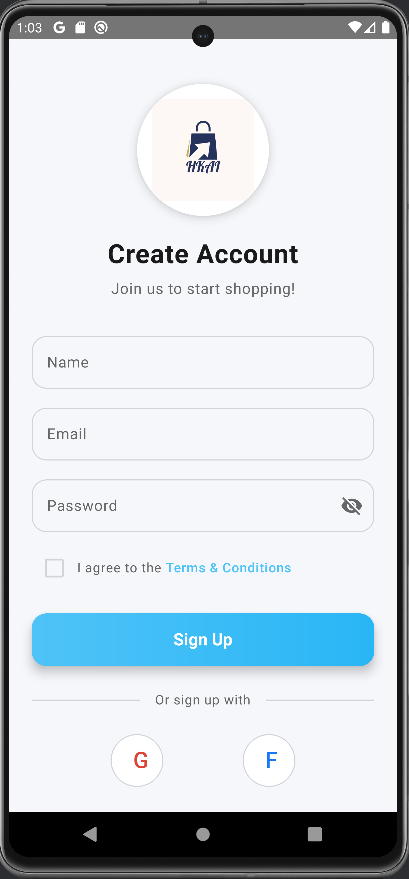 1:03 G
HKAI
Create Account
Join us to start shopping!
Name
Email
Password
I agree to the Terms & Conditions
Sign Up
Or sign up with
G F